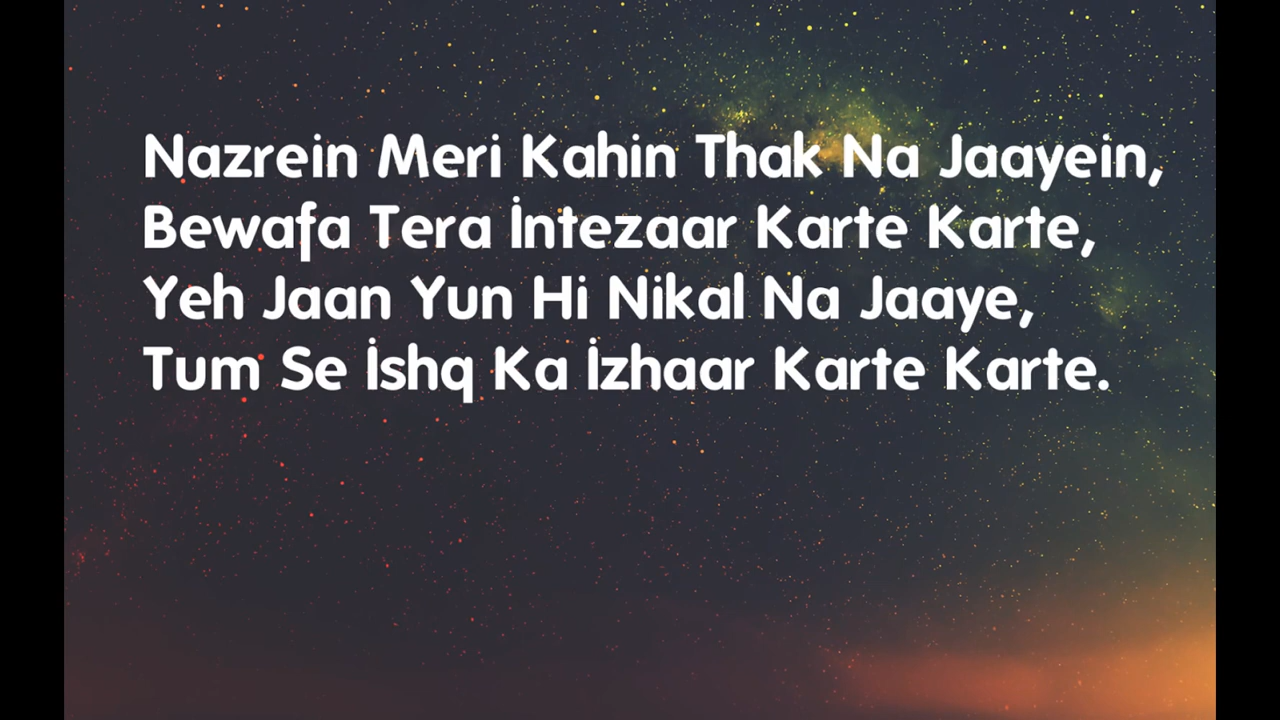 Nazrein Meri Kahin Thak Na Jaayein,
Bewafa Tera İntezaar Karte Karte,
Yeh Jaan Yun Hi Nikal Na Jaaye,
Tum Se İshq Ka İzhaar Karte Karte.